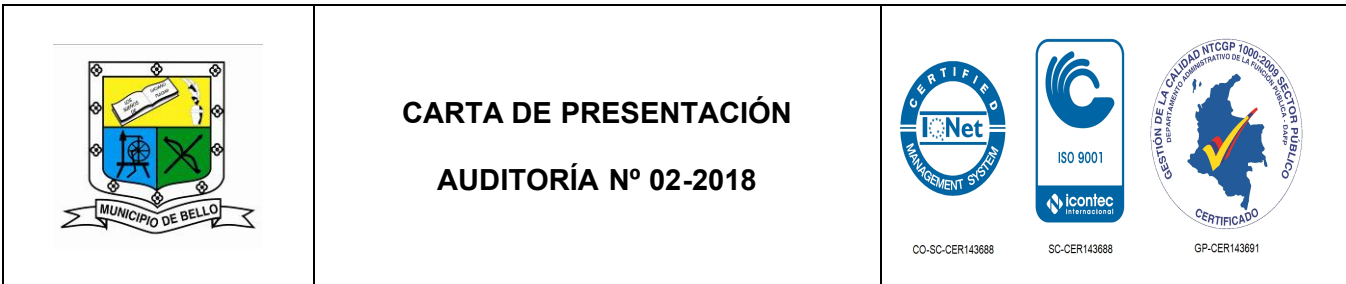 MUNICIPIO DE BELLO
CARTA DE PRESENTACIÓN
AUDITORÍA Nº 02-2018
CERTIFIED
IQNet
MANAGEMENT SYSTEM
CO-SC-CER143688
ISO 9001
icontec
internacional
SC-CER143688
GESTIÓN DE LA CALIDAD NTCGP 1000:2009 SECTOR PÚBLICO
DEPARTAMENTO ADMINISTRATIVO DE LA FUNCIÓN PÚBLICA - DAFP
CERTIFICADO
GP-CER143691